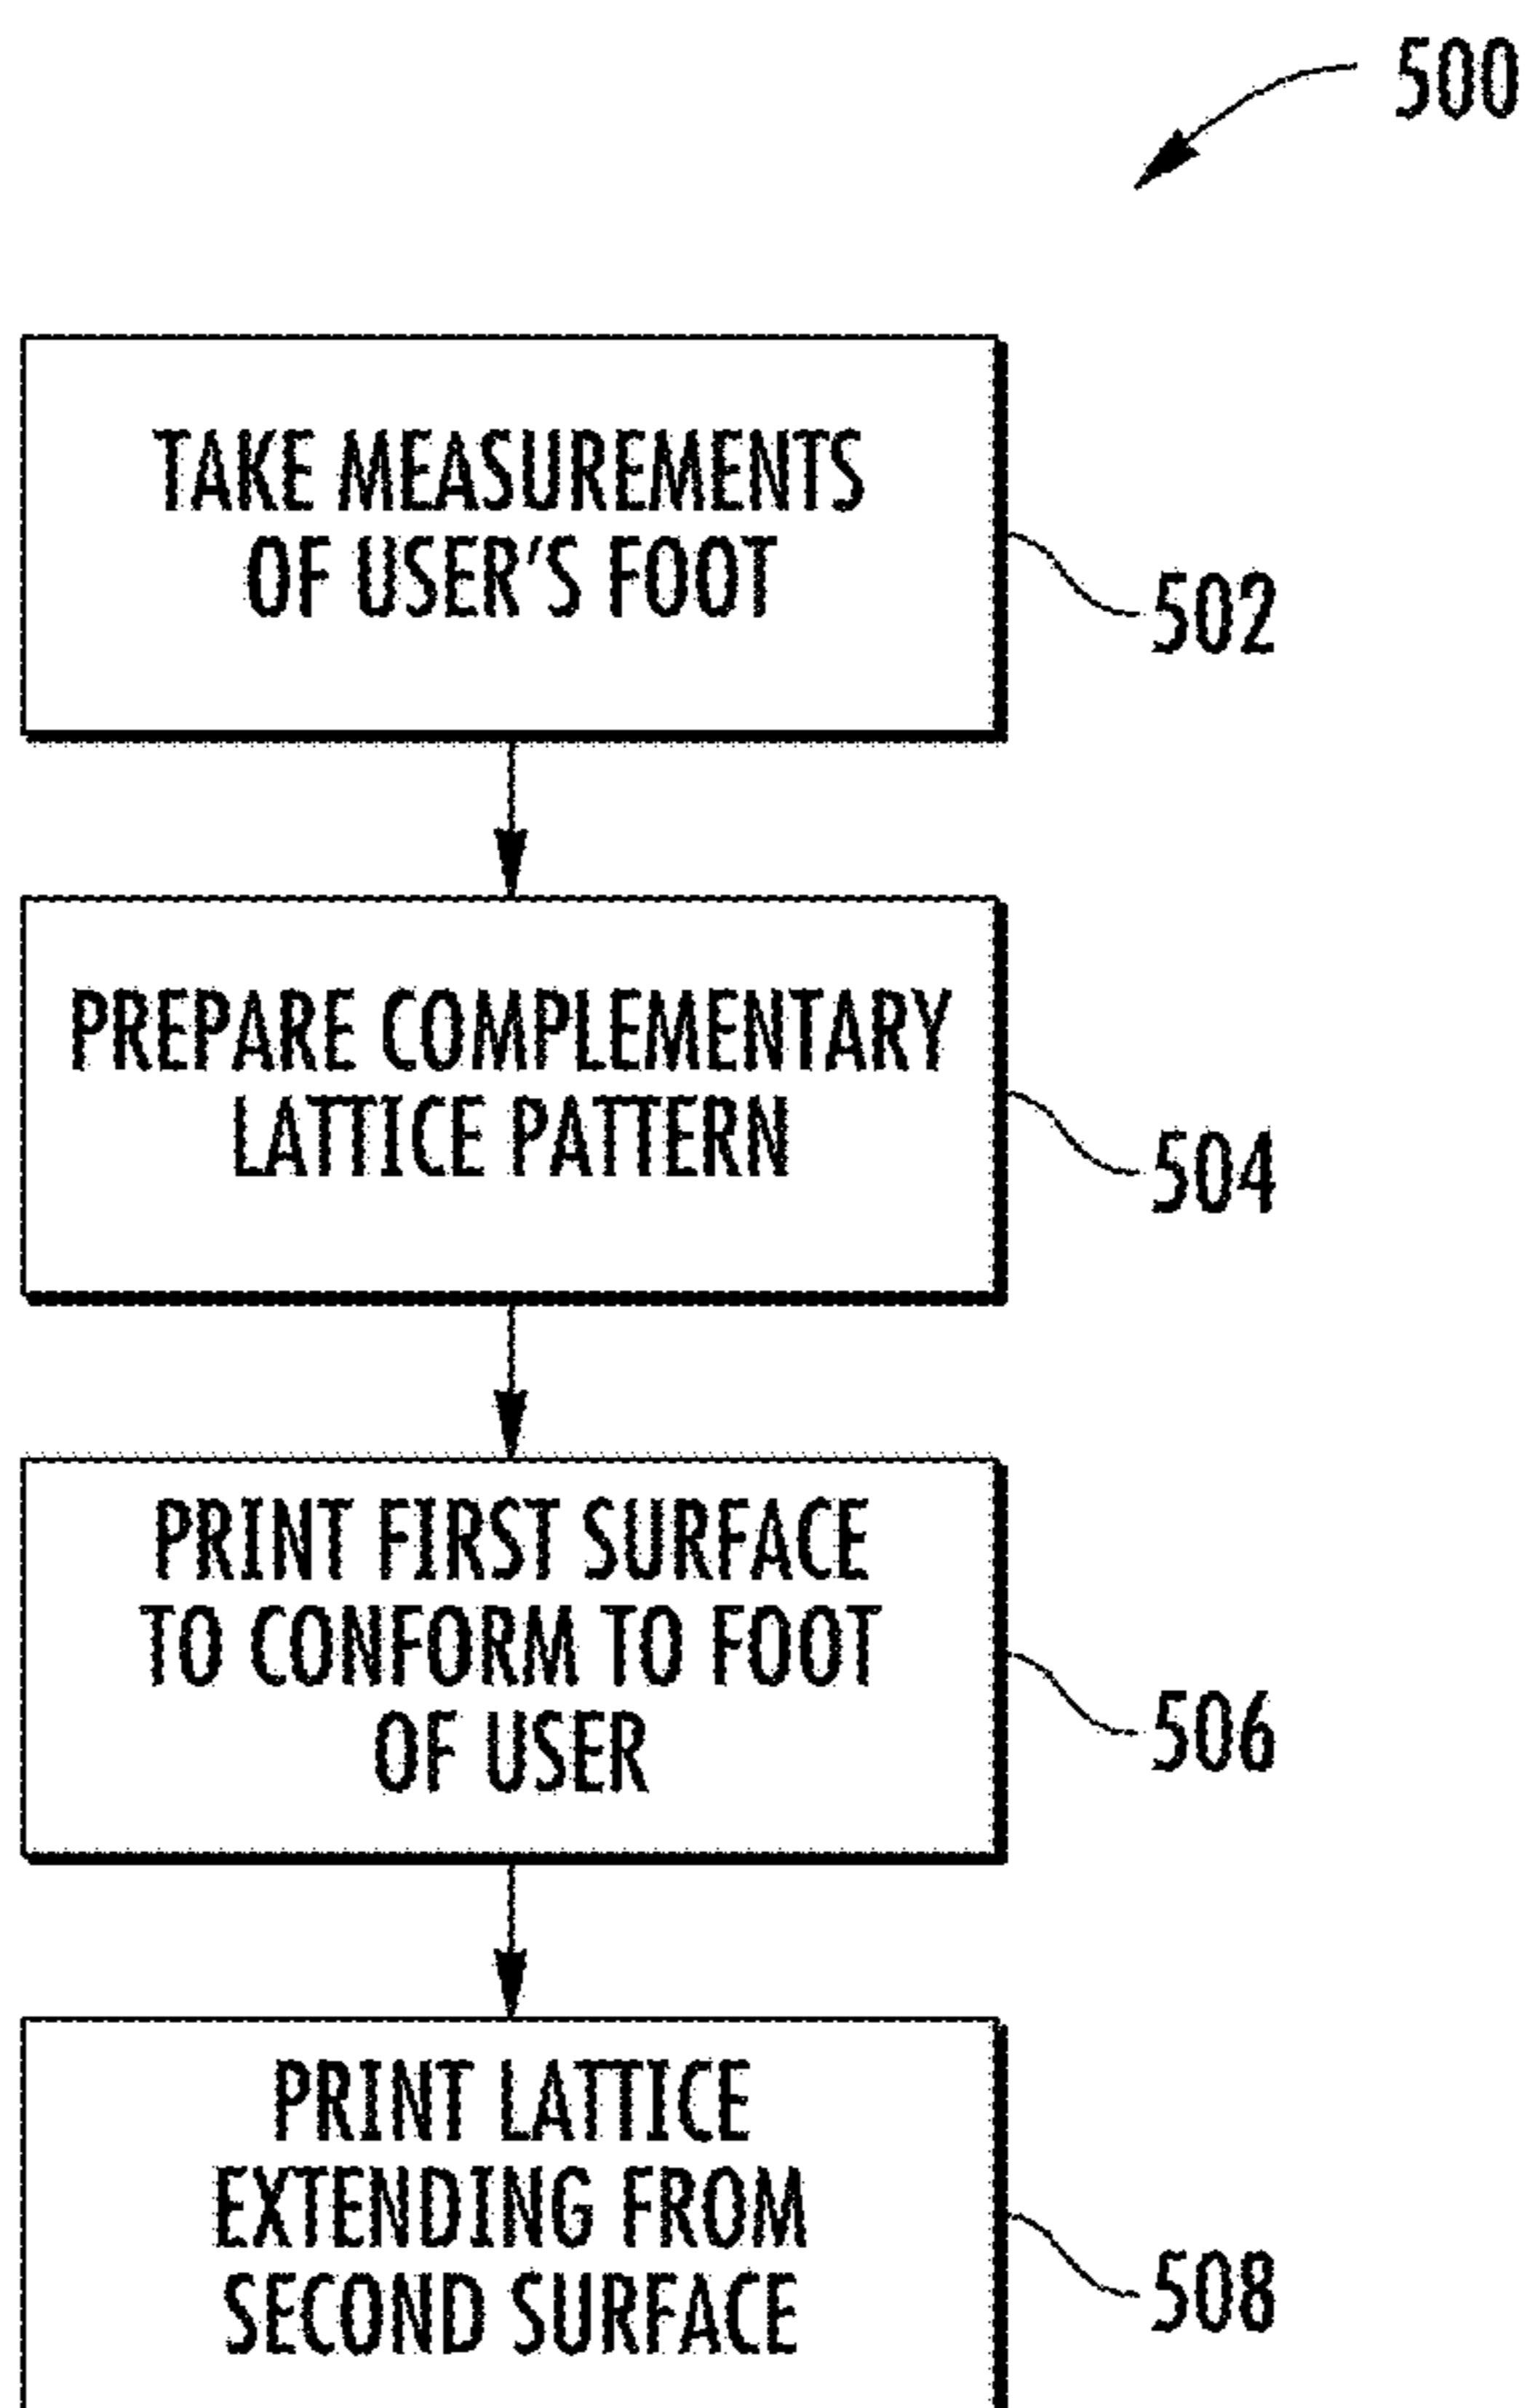 500
TAKE MEASUREMENTS
OF USER'S FOOT
502
PREPARE COMPLEMENTARY
LATTICE PATTERN
504
PRINT FIRST SURFACE
TO CONFORM TO FOOT
OF USER
506
PRINT LATTICE
EXTENDING FROM
SECOND SURFACE
508